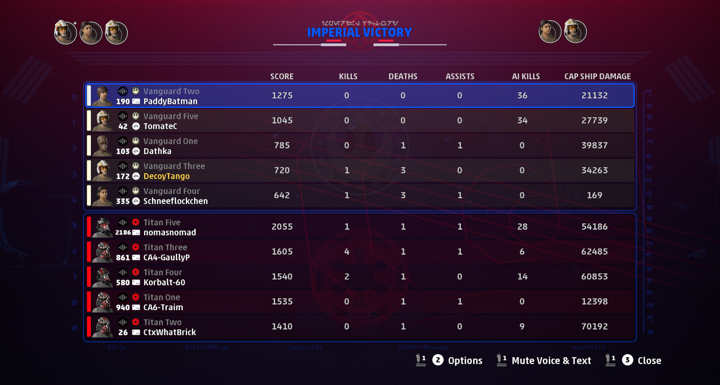 IMPERIAL VICTORY
SCORE KILLS DEATHS ASSISTS AI KILLS CAP SHIP DAMAGE
Vanguard Two
190 PaddyBatman 1275 0 0 0 36 21132
Vanguard Five
42 TomateC 1045 0 0 0 34 27739
Vanguard One
103 Dathka 785 0 1 1 0 39837
Vanguard Three
172 DecoyTango 720 1 3 0 0 34263
Vanguard Four
335 Schneeflockchen 642 1 3 1 0 169
Titan Five
2186 nomasnomad 2055 1 1 1 28 54186
Titan Three
861 CA4-GaullyP 1605 4 1 1 6 62485
Titan Four
580 Korbalt-60 1540 2 1 0 14 60853
Titan One
940 CA6-Traim 1535 0 1 1 0 12398
Titan Two
26 CtxWhatBrick 1410 0 1 0 9 70192
1 2 Options 1 Mute Voice & Text 1 3 Close